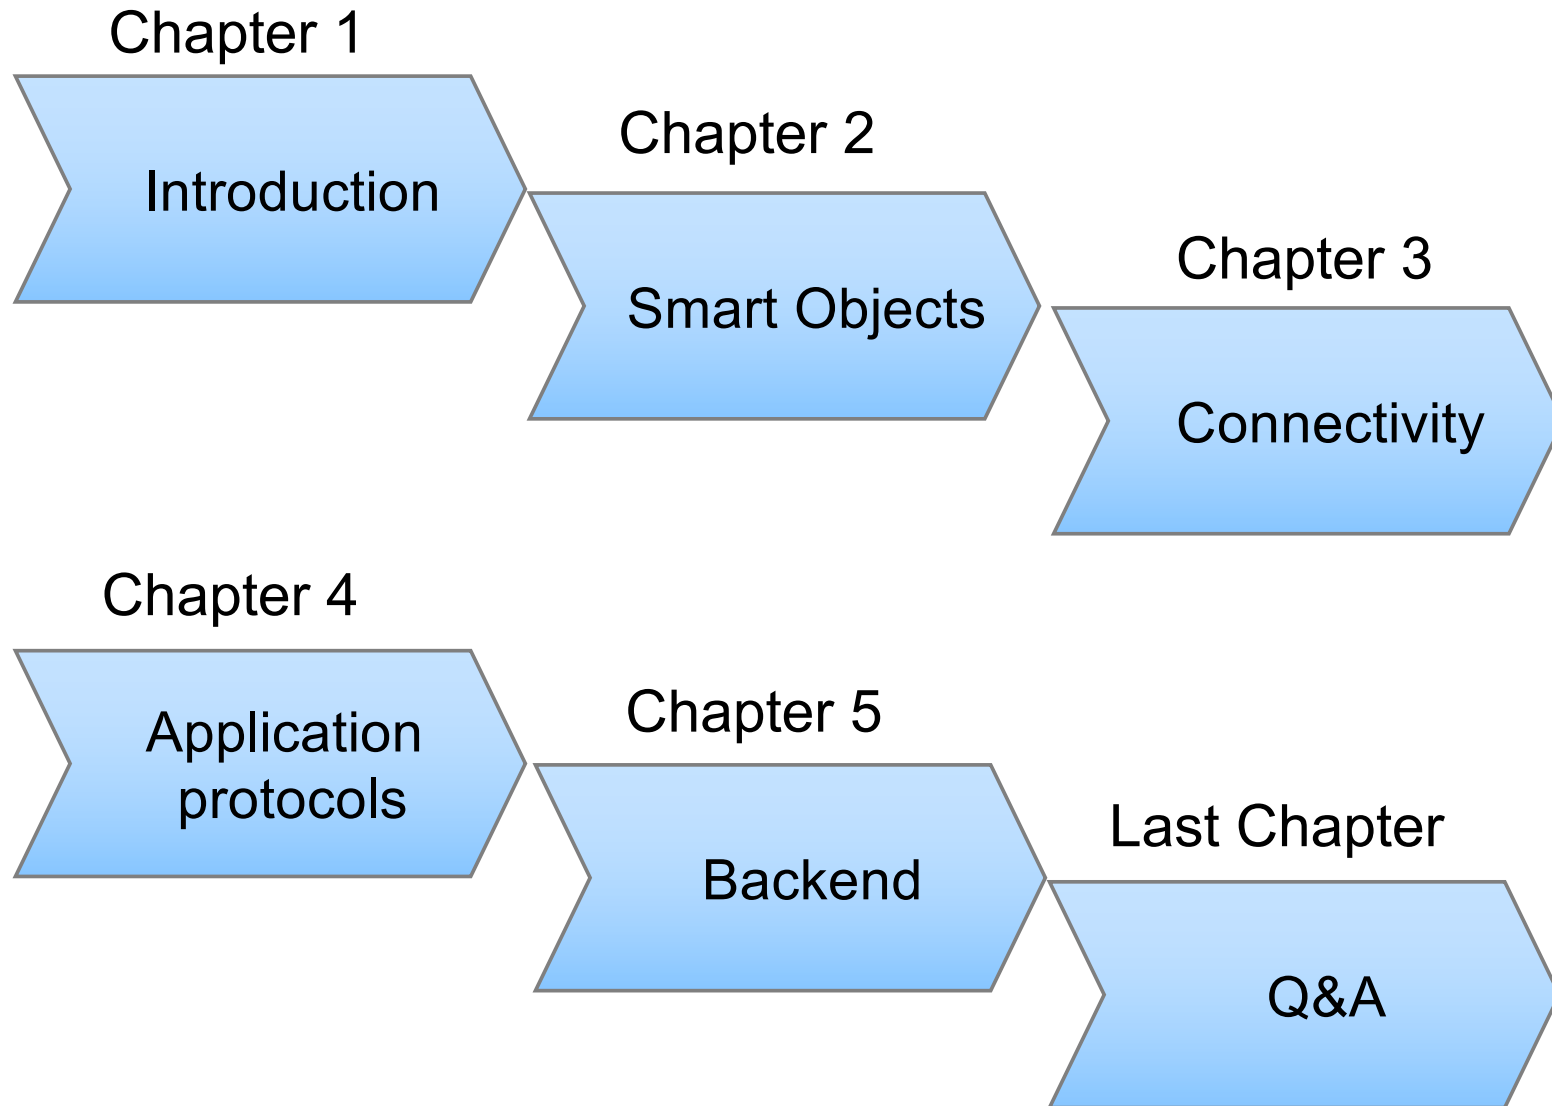 Chapter 1
Introduction
Chapter 2
Smart Objects
Chapter 3
Connectivity
Chapter 4
Application
protocols
Chapter 5
Backend
Last Chapter
Q&A